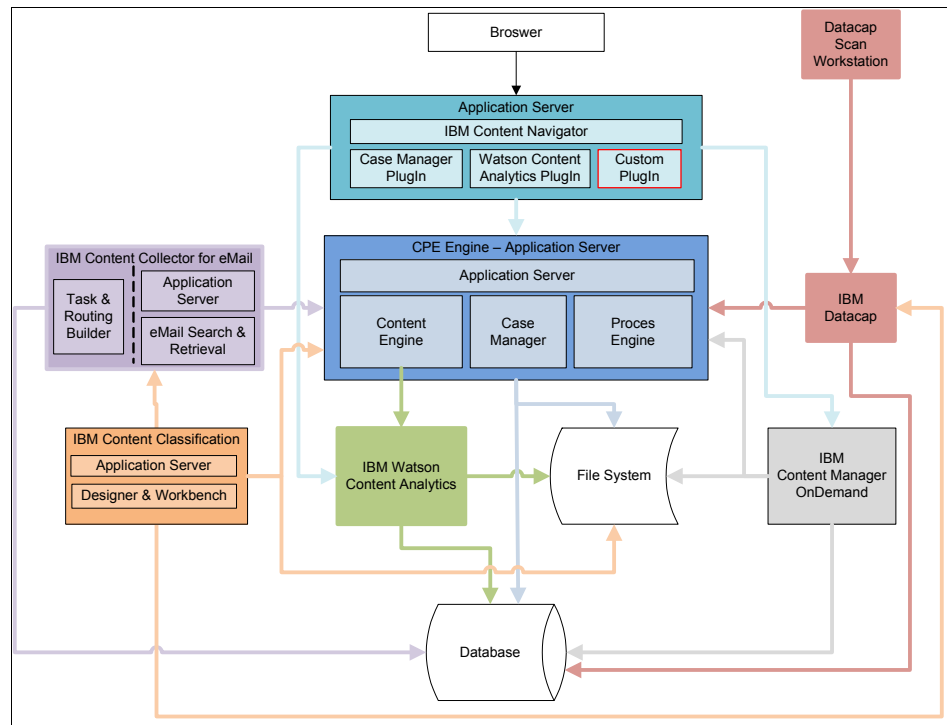 Broswer
Datacap
Scan
Workstation
Application Server
IBM Content Navigator
Case Manager
PlugIn
Watson Content
Analytics PlugIn
Custom
PlugIn
CPE Engine – Application Server
Application Server
Content
Engine
Case
Manager
Proces
Engine
IBM Content Collector for eMail
Task &
Routing
Builder
Application
Server
eMail Search &
Retrieval
IBM
Datacap
IBM Content Classification
Application Server
Designer & Workbench
IBM Watson
Content Analytics
File System
IBM
Content Manager
OnDemand
Database